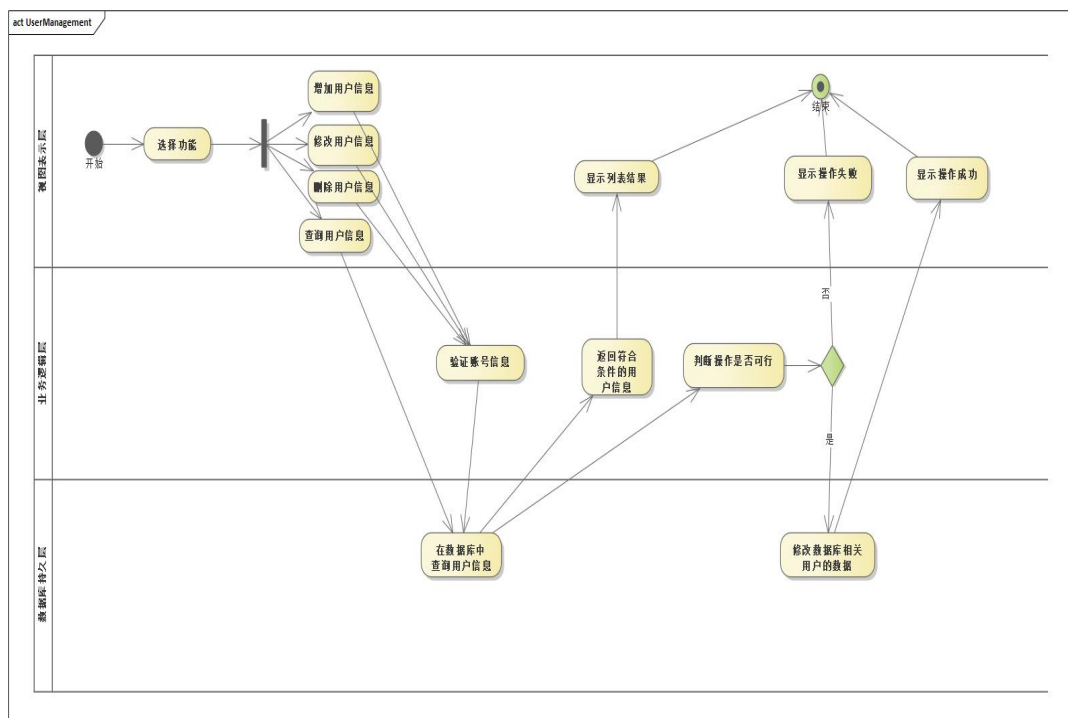 act UserManagement
视图表示层
开始
选择功能
增加用户信息
修改用户信息
删除用户信息
查询用户信息
显示列表结果
结束
显示操作失败
显示操作成功
业务逻辑层
验证账号信息
返回符合
条件的用
户信息
判断操作是否可行
否
是
数据库持久层
在数据库中
查询用户信息
修改数据库相关
用户的数据